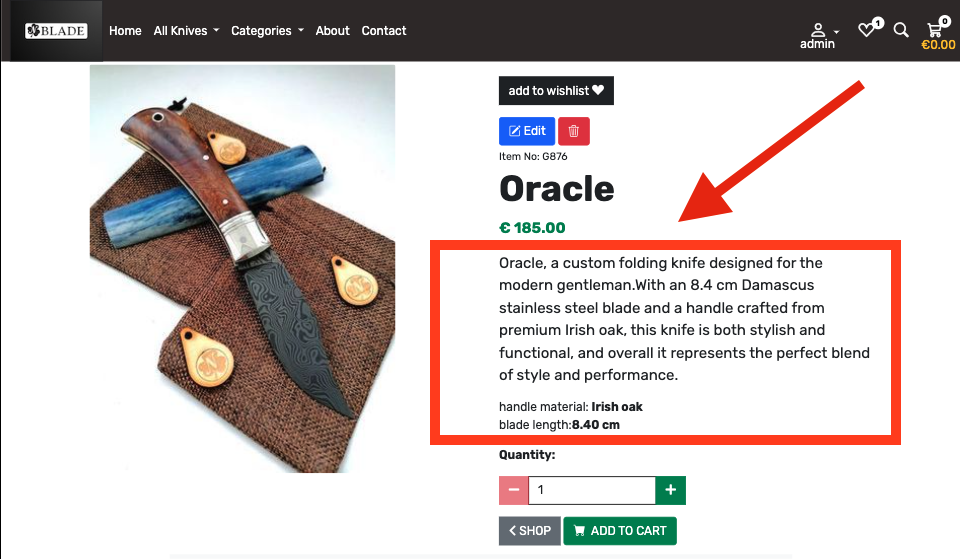 BLADE
Home All Knives Categories About Contact
admin
1
0
€0.00
add to wishlist
Edit
Item No: G876
Oracle
€ 185.00
Oracle, a custom folding knife designed for the
modern gentleman.With an 8.4 cm Damascus
stainless steel blade and a handle crafted from
premium Irish oak, this knife is both stylish and
functional, and overall it represents the perfect blend
of style and performance.
handle material: Irish oak
blade length:8.40 cm
Quantity:
1
SHOP
ADD TO CART